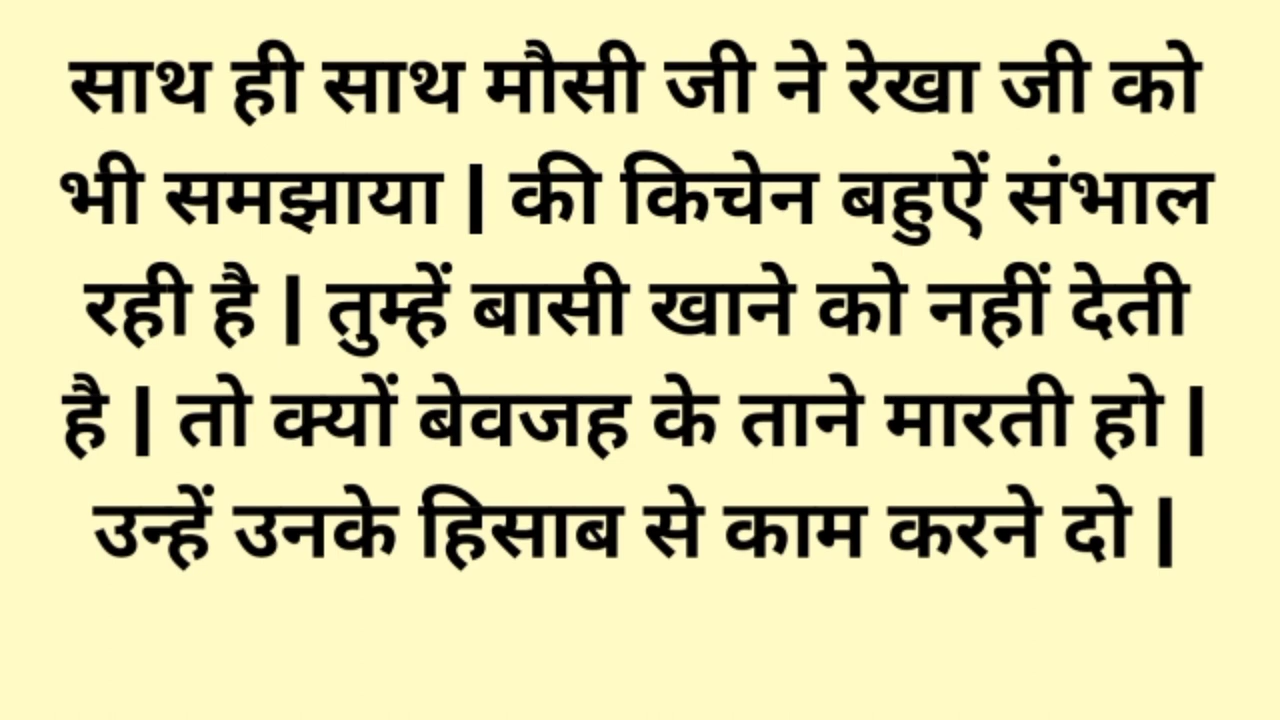 साथ ही साथ मौसी जी ने रेखा जी को
भी समझाया | की किचेन बहुऐं संभाल
रही है | तुम्हें बासी खाने को नहीं देती
है | तो क्यों बेवजह के ताने मारती हो |
उन्हें उनके हिसाब से काम करने दो |